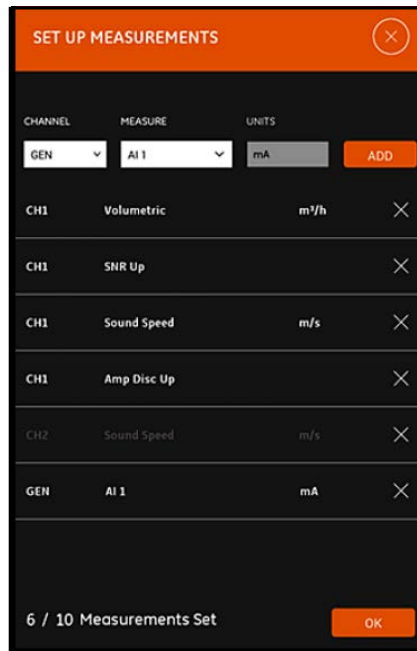 SET UP MEASUREMENTS
CHANNEL MEASURE UNITS
GEN AI 1 mA ADD
CH1 Volumetric m³/h
CH1 SNR Up
CH1 Sound Speed m/s
CH1 Amp Disc Up
CH2 Sound Speed m/s
GEN AI 1 mA
6 / 10 Measurements Set OK